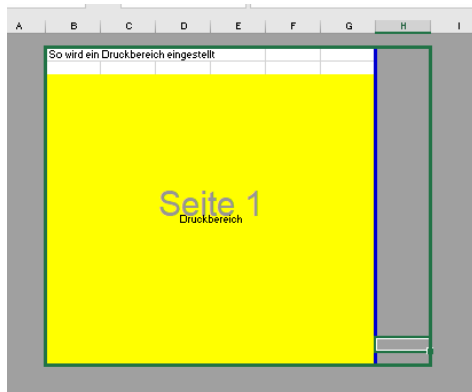 A B C D E F G H I
So wird ein Druckbereich eingestellt
Seite 1
Druckbereich